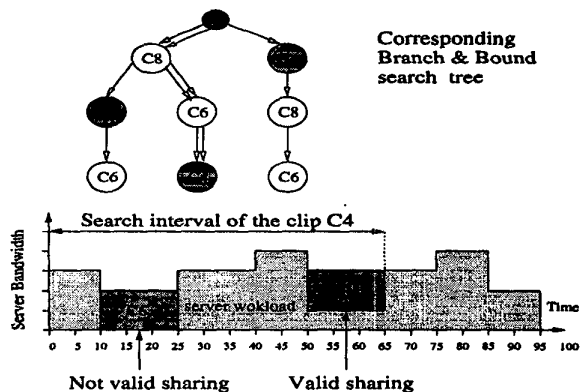 Corresponding
Branch & Bound
search tree
C8
C6
C8
C6
C6
Search interval of the clip C4
Server Bandwidth
server wokload
Time
0 5 10 15 20 25 30 35 40 45 50 55 60 65 70 75 80 85 90 95 100
Not valid sharing
Valid sharing